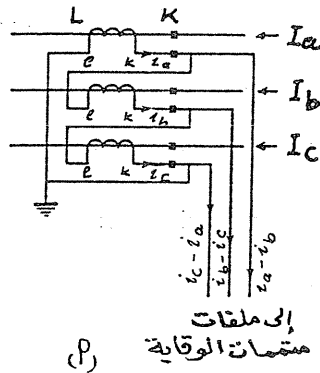 L K
Ia
l k ia
Ib
l k ib
Ic
l k ic
ic-ia
ib-ic
ia-ib
إلى ملفات
متممات الوقاية
(P)